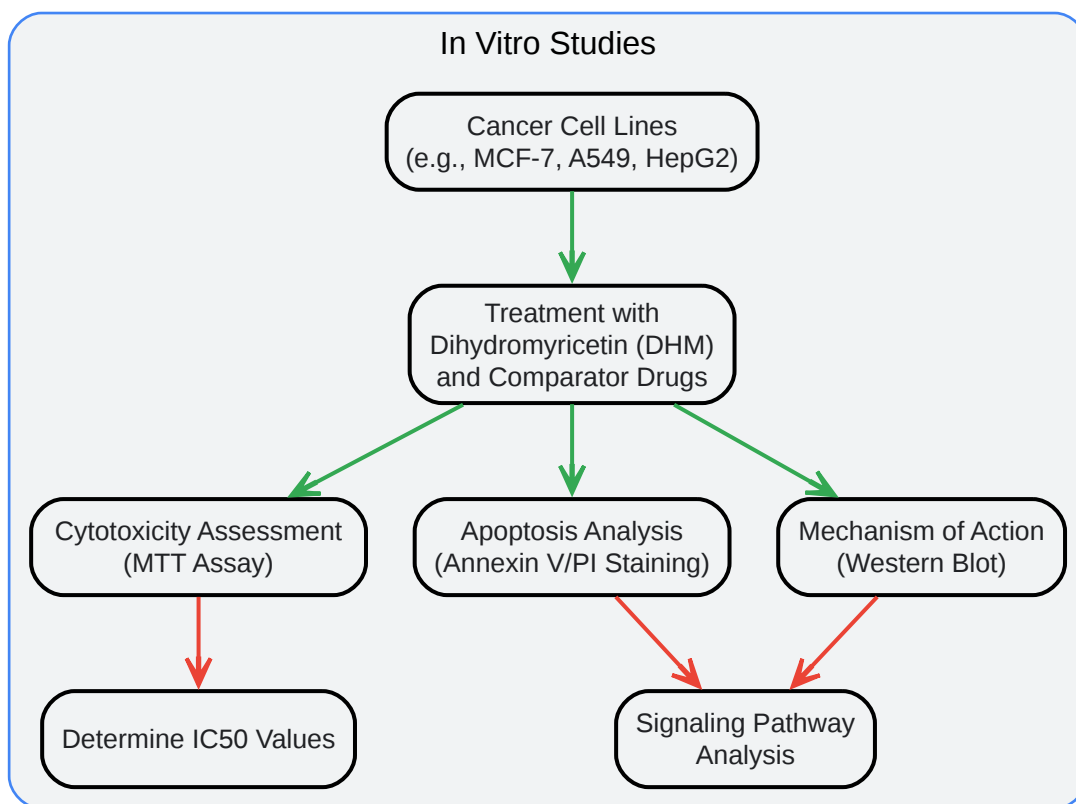 In Vitro Studies
Cancer Cell Lines
(e.g., MCF-7, A549, HepG2)
Treatment with
Dihydromyricetin (DHM)
and Comparator Drugs
Cytotoxicity Assessment
(MTT Assay)
Apoptosis Analysis
(Annexin V/PI Staining)
Mechanism of Action
(Western Blot)
Determine IC50 Values
Signaling Pathway
Analysis